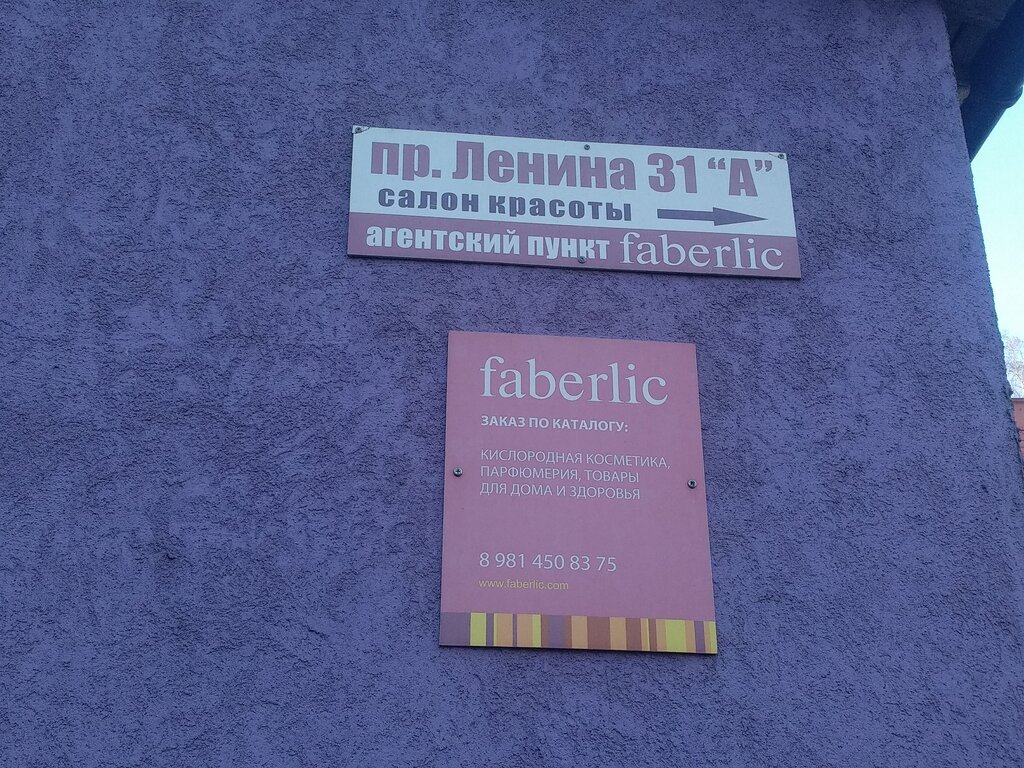 пр. Ленина 31 “А”
салон красоты
агентский пункт faberlic
faberlic
ЗАКАЗ ПО КАТАЛОГУ:
КИСЛОРОДНАЯ КОСМЕТИКА,
ПАРФЮМЕРИЯ, ТОВАРЫ
ДЛЯ ДОМА И ЗДОРОВЬЯ
8 981 450 83 75
www.faberlic.com